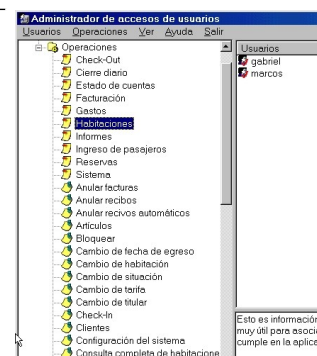 Administrador de accesos de usuarios
Usuarios Operaciones Ver Ayuda Salir
Operaciones
Check-Out
Cierre diario
Estado de cuentas
Facturación
Gastos
Habitaciones
Informes
Ingreso de pasajeros
Reservas
Sistema
Anular facturas
Anular recibos
Anular recivos automáticos
Artículos
Bloquear
Cambio de fecha de egreso
Cambio de habitación
Cambio de situación
Cambio de tarifa
Cambio de titular
Check-In
Clientes
Configuración del sistema
Consulta completa de habitacione
Usuarios
gabriel
marcos
Esto es información
muy útil para asocia
cumple en la aplica